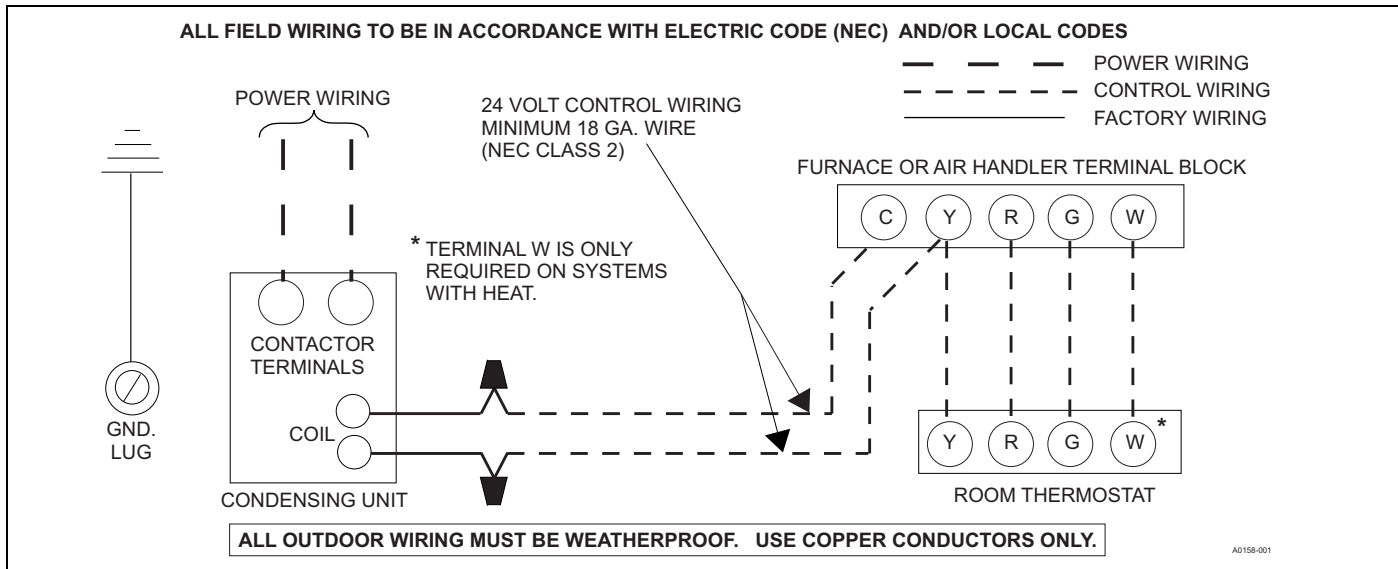 ALL FIELD WIRING TO BE IN ACCORDANCE WITH ELECTRIC CODE (NEC) AND/OR LOCAL CODES
POWER WIRING
CONTROL WIRING
FACTORY WIRING
POWER WIRING
24 VOLT CONTROL WIRING
MINIMUM 18 GA. WIRE
(NEC CLASS 2)
FURNACE OR AIR HANDLER TERMINAL BLOCK
C Y R G W
* TERMINAL W IS ONLY
REQUIRED ON SYSTEMS
WITH HEAT.
CONTACTOR
TERMINALS
COIL
GND.
LUG
CONDENSING UNIT
Y R G W *
ROOM THERMOSTAT
ALL OUTDOOR WIRING MUST BE WEATHERPROOF. USE COPPER CONDUCTORS ONLY.
A0158-001